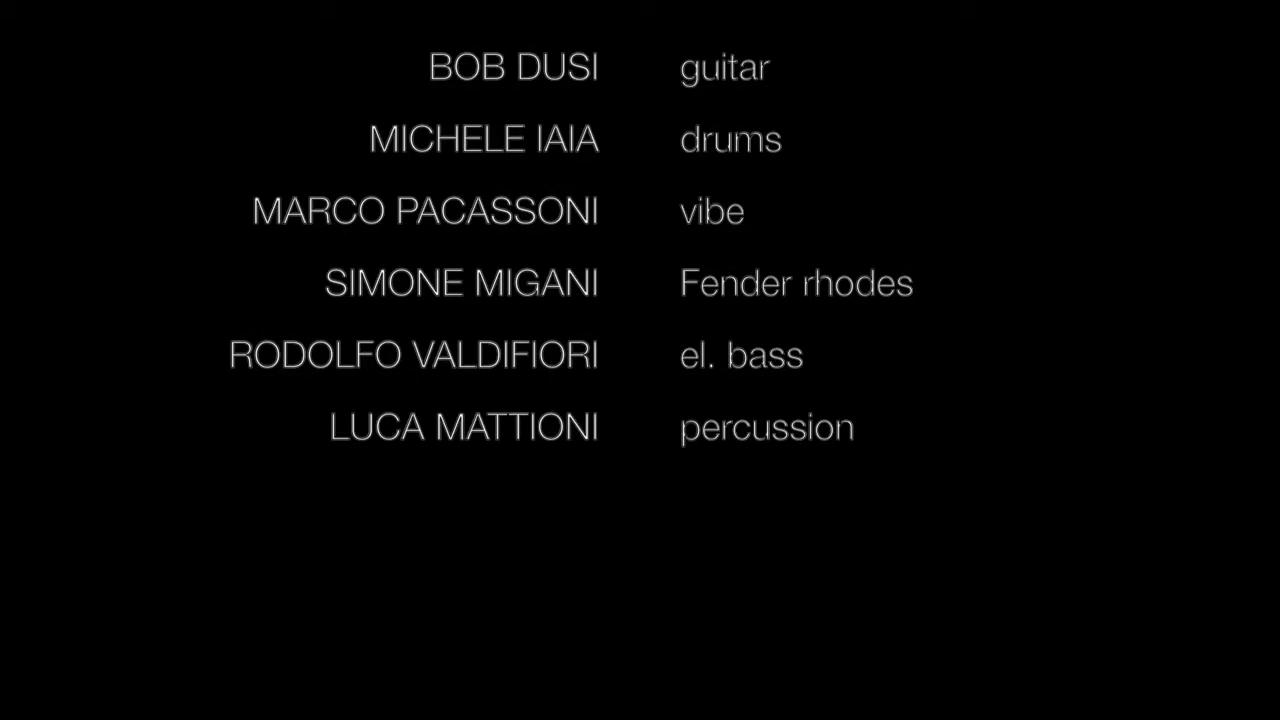 BOB DUSI guitar
MICHELE IAIA drums
MARCO PACASSONI vibe
SIMONE MIGANI Fender rhodes
RODOLFO VALDIFIORI el. bass
LUCA MATTIONI percussion